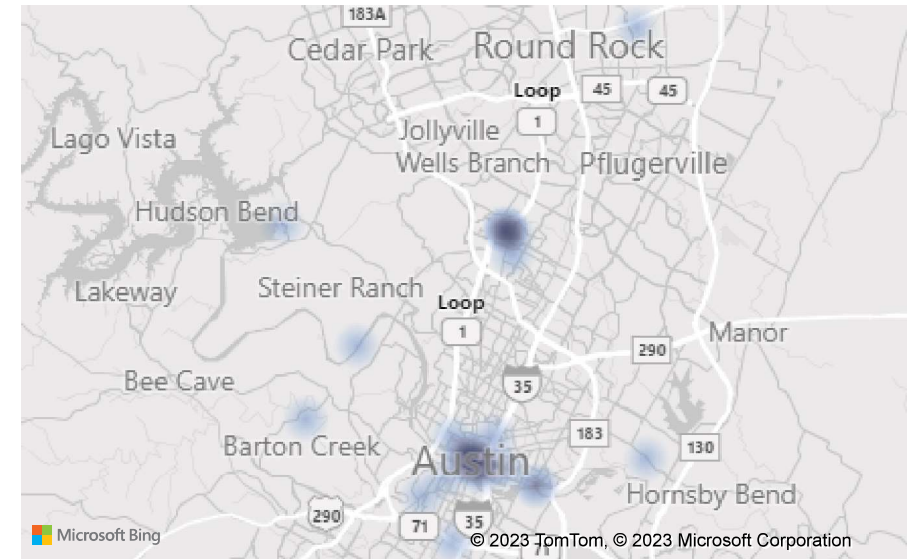 183A
Cedar Park
Round Rock
Loop
45
45
1
Lago Vista
Jollyville
Wells Branch
Pflugerville
Hudson Bend
Steiner Ranch
Lakeway
Loop
1
Manor
290
35
Bee Cave
183
Barton Creek
130
Austin
Hornsby Bend
290
71
35
71
Microsoft Bing
© 2023 TomTom, © 2023 Microsoft Corporation